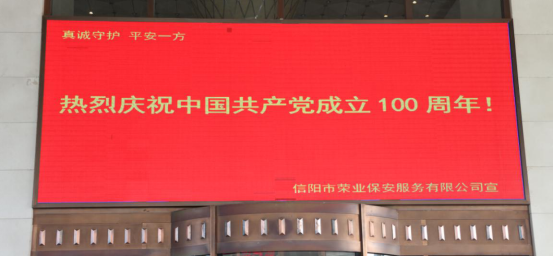 真诚守护 平安一方
热烈庆祝中国共产党成立100周年！
信阳市荣业保安服务有限公司宣